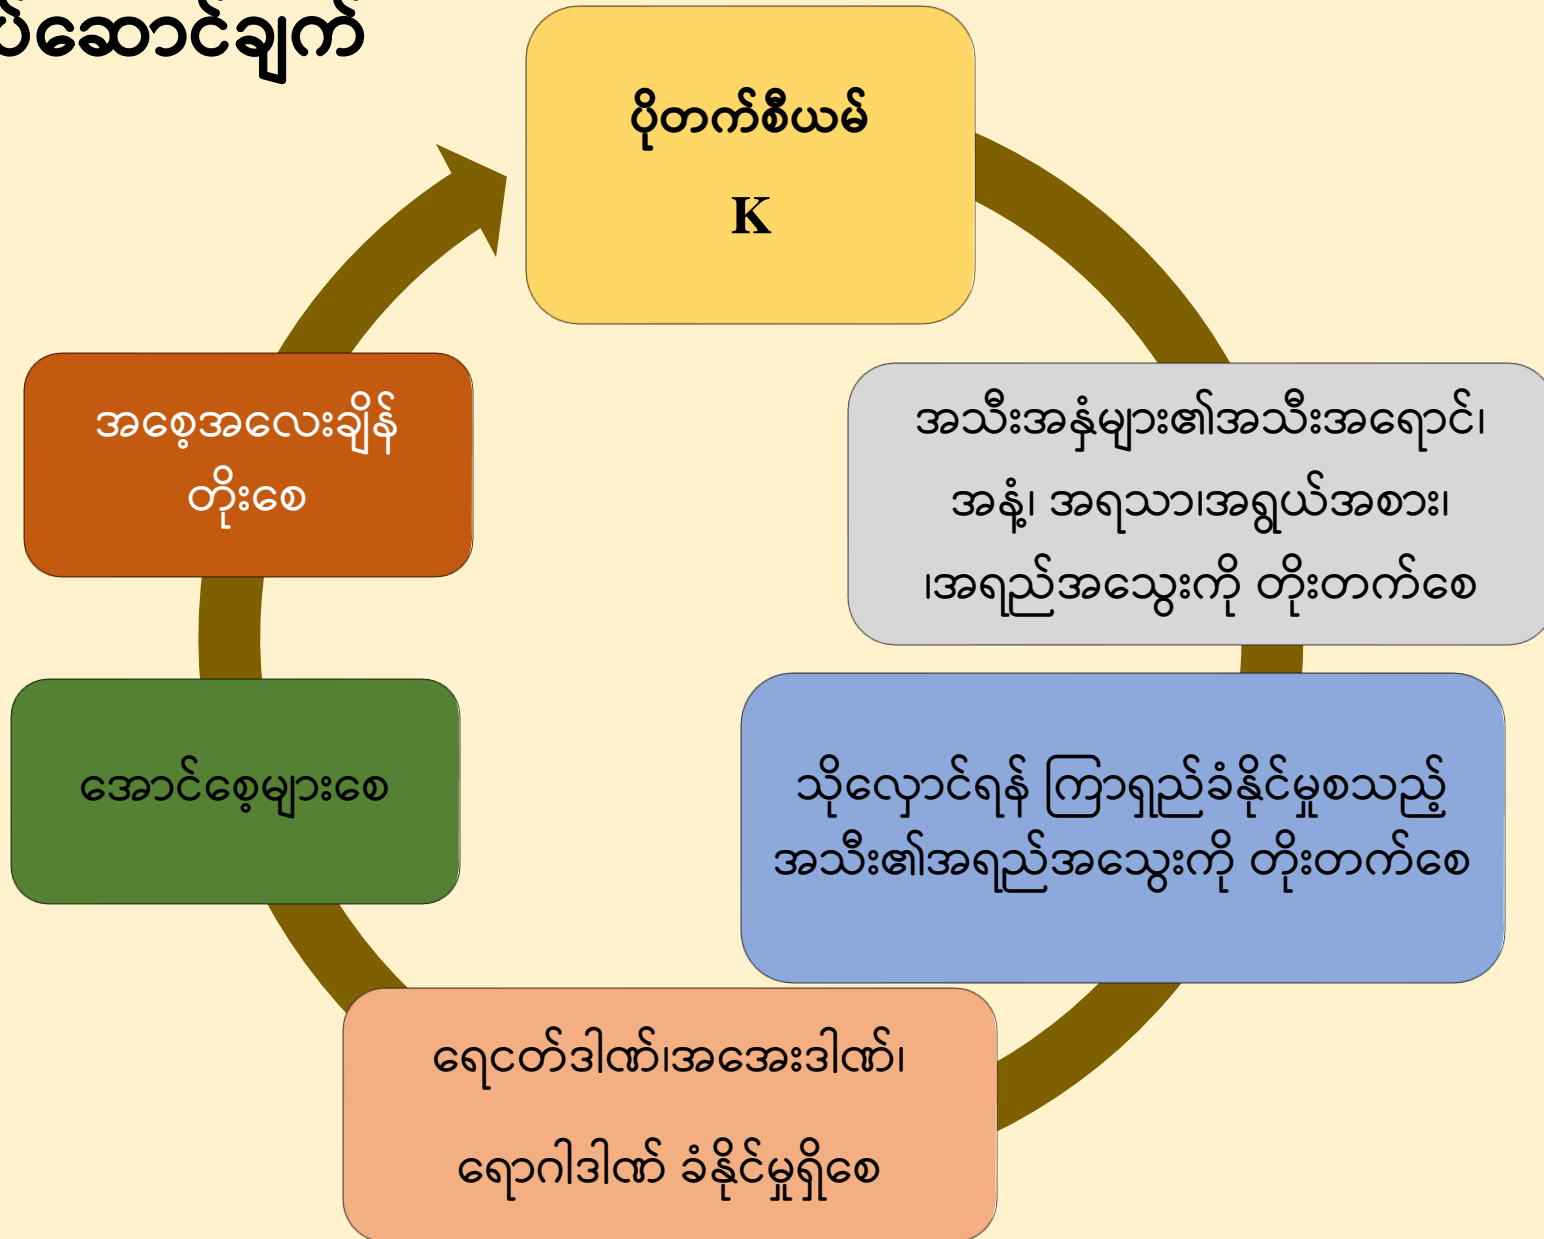 ပိုတက်စီယမ်
K
အသီးအနှံများ၏အသီးအရောင်၊
အနံ့၊ အရသာ၊အရွယ်အစား၊
၊အရည်အသွေးကို တိုးတက်စေ
သိုလှောင်ရန် ကြာရှည်ခံနိုင်မှုစသည့်
အသီး၏အရည်အသွေးကို တိုးတက်စေ
ရေငတ်ဒါဏ်၊အအေးဒါဏ်၊
ရောဂါဒါဏ် ခံနိုင်မှုရှိစေ
အောင်စေ့များစေ
အစေ့အလေးချိန်
တိုးစေ